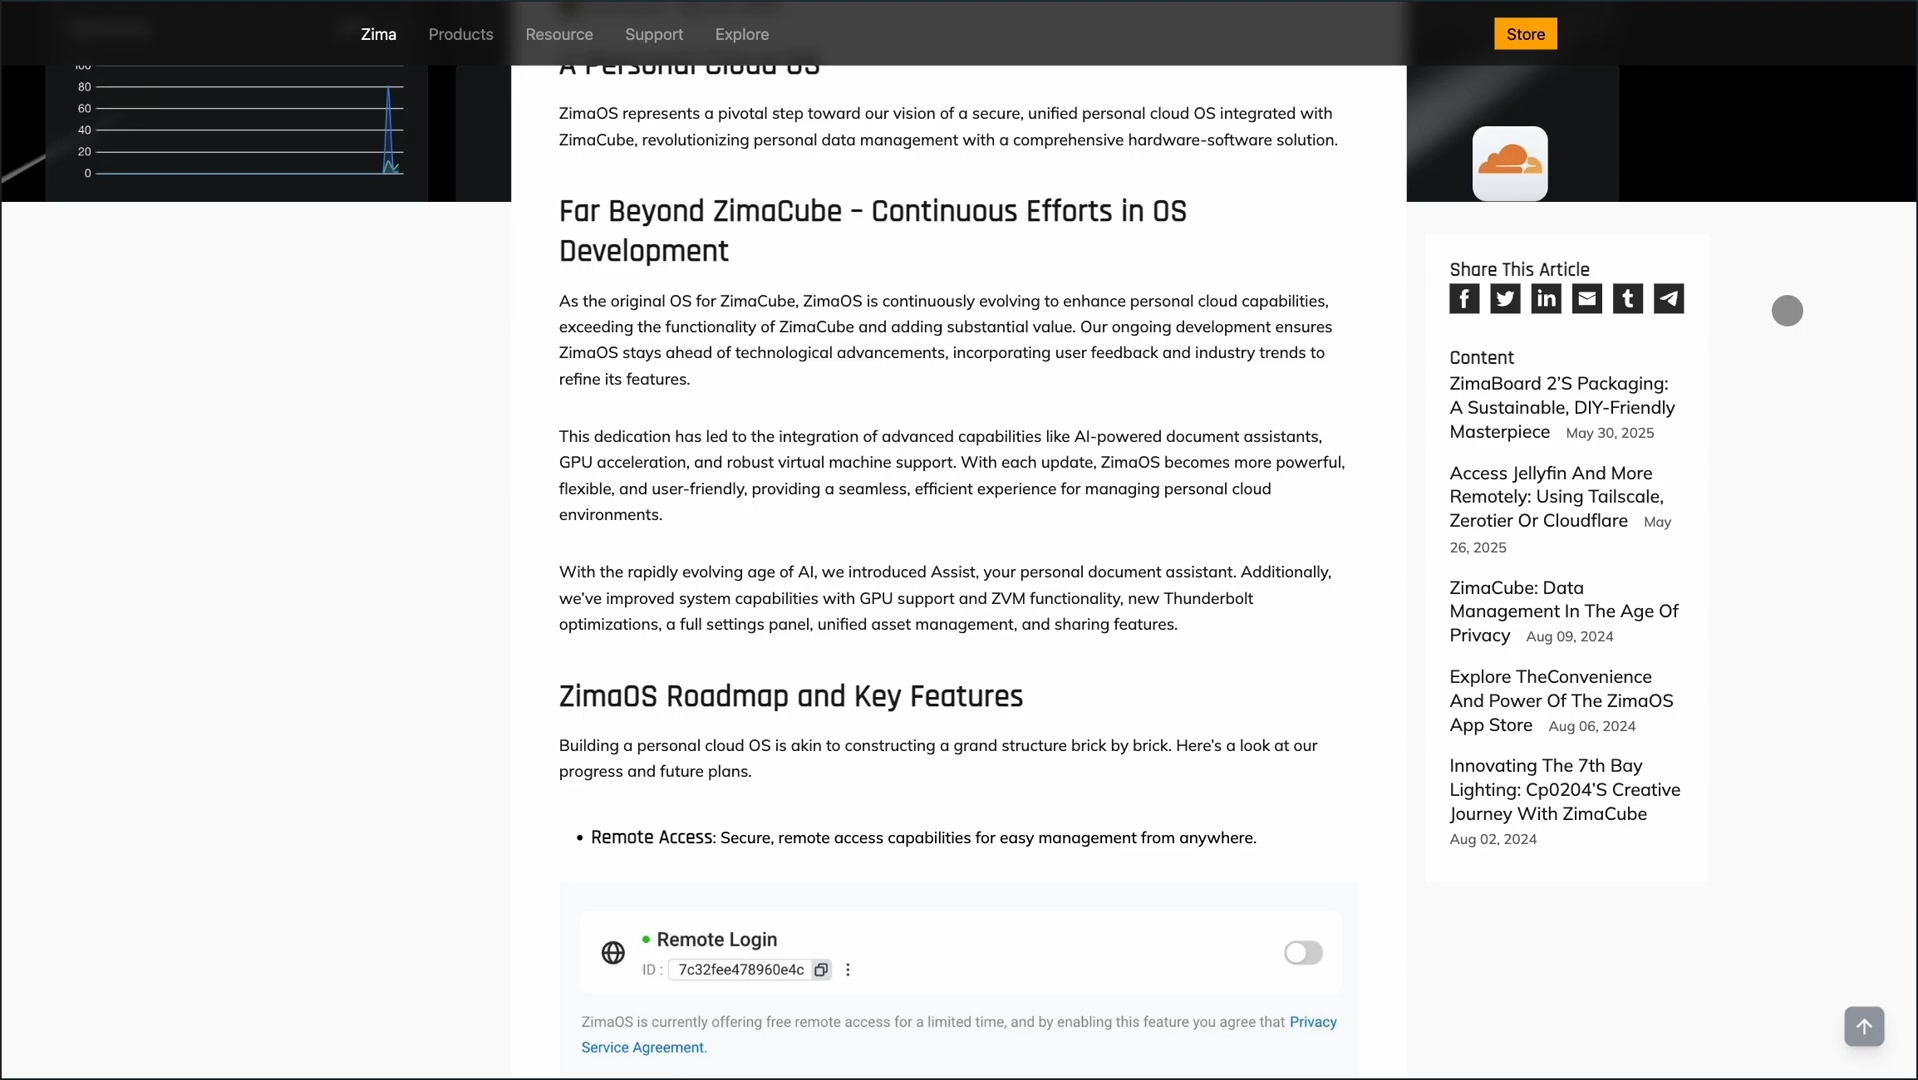 Zima
Products
Resource
Support
Explore
Store
100
80
60
40
20
0
A Personal Cloud OS
ZimaOS represents a pivotal step toward our vision of a secure, unified personal cloud OS integrated with
ZimaCube, revolutionizing personal data management with a comprehensive hardware-software solution.
Far Beyond ZimaCube – Continuous Efforts in OS
Development
As the original OS for ZimaCube, ZimaOS is continuously evolving to enhance personal cloud capabilities,
exceeding the functionality of ZimaCube and adding substantial value. Our ongoing development ensures
ZimaOS stays ahead of technological advancements, incorporating user feedback and industry trends to
refine its features.
This dedication has led to the integration of advanced capabilities like AI-powered document assistants,
GPU acceleration, and robust virtual machine support. With each update, ZimaOS becomes more powerful,
flexible, and user-friendly, providing a seamless, efficient experience for managing personal cloud
environments.
With the rapidly evolving age of AI, we introduced Assist, your personal document assistant. Additionally,
we’ve improved system capabilities with GPU support and ZVM functionality, new Thunderbolt
optimizations, a full settings panel, unified asset management, and sharing features.
ZimaOS Roadmap and Key Features
Building a personal cloud OS is akin to constructing a grand structure brick by brick. Here’s a look at our
progress and future plans.
• Remote Access: Secure, remote access capabilities for easy management from anywhere.
Remote Login
ID : 7c32fee478960e4c
ZimaOS is currently offering free remote access for a limited time, and by enabling this feature you agree that Privacy
Service Agreement.
Share This Article
Content
ZimaBoard 2’S Packaging:
A Sustainable, DIY-Friendly
Masterpiece May 30, 2025
Access Jellyfin And More
Remotely: Using Tailscale,
Zerotier Or Cloudflare May
26, 2025
ZimaCube: Data
Management In The Age Of
Privacy Aug 09, 2024
Explore TheConvenience
And Power Of The ZimaOS
App Store Aug 06, 2024
Innovating The 7th Bay
Lighting: Cp0204’S Creative
Journey With ZimaCube
Aug 02, 2024